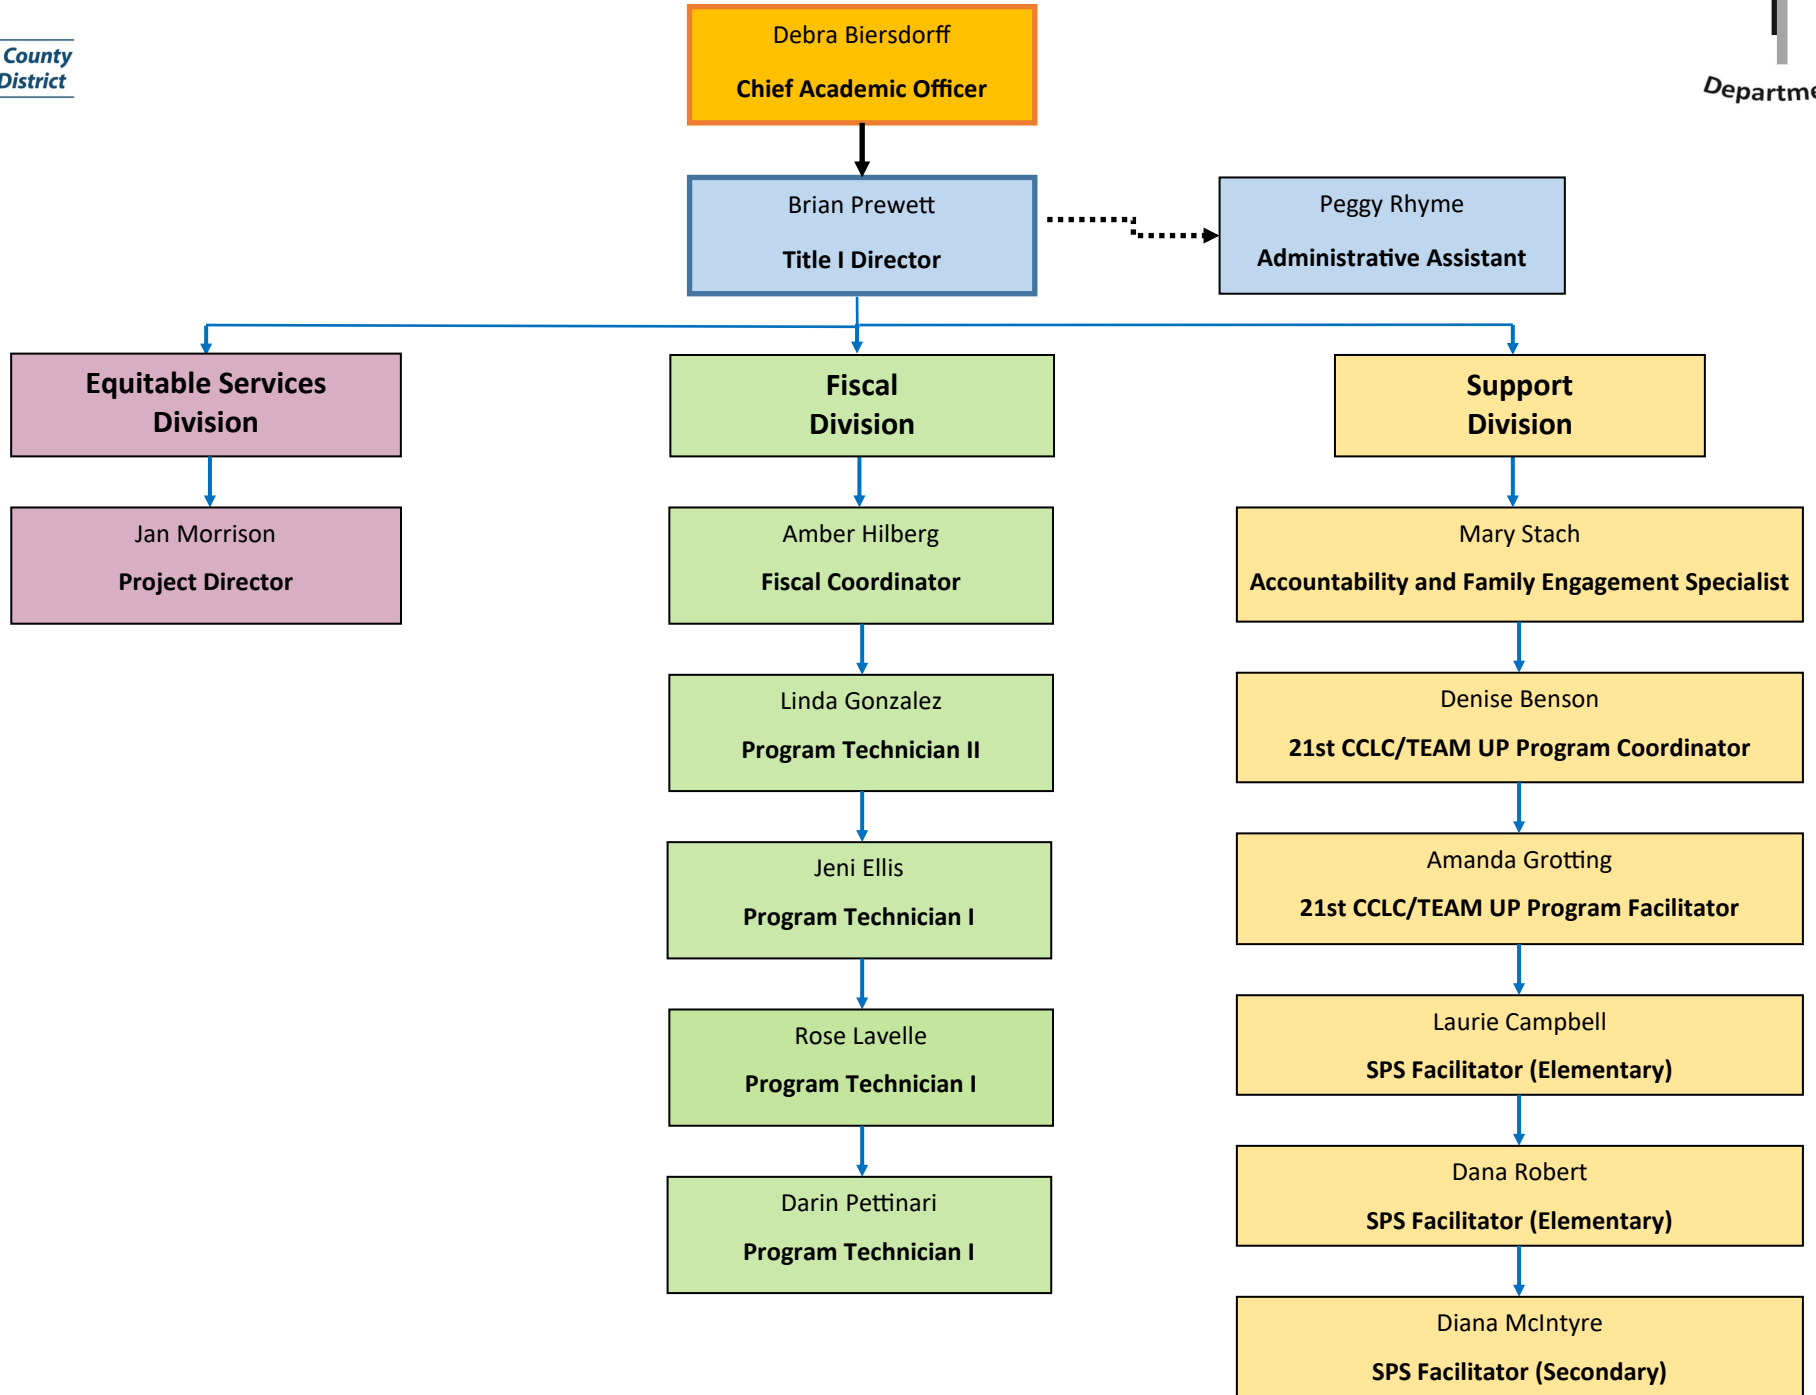 County
District
Departme
Debra Biersdorff
Chief Academic Officer
Brian Prewett
Title I Director
Peggy Rhyme
Administrative Assistant
Equitable Services
Division
Jan Morrison
Project Director
Fiscal
Division
Amber Hilberg
Fiscal Coordinator
Linda Gonzalez
Program Technician II
Jeni Ellis
Program Technician I
Rose Lavelle
Program Technician I
Darin Pettinari
Program Technician I
Support
Division
Mary Stach
Accountability and Family Engagement Specialist
Denise Benson
21st CCLC/TEAM UP Program Coordinator
Amanda Grotting
21st CCLC/TEAM UP Program Facilitator
Laurie Campbell
SPS Facilitator (Elementary)
Dana Robert
SPS Facilitator (Elementary)
Diana McIntyre
SPS Facilitator (Secondary)